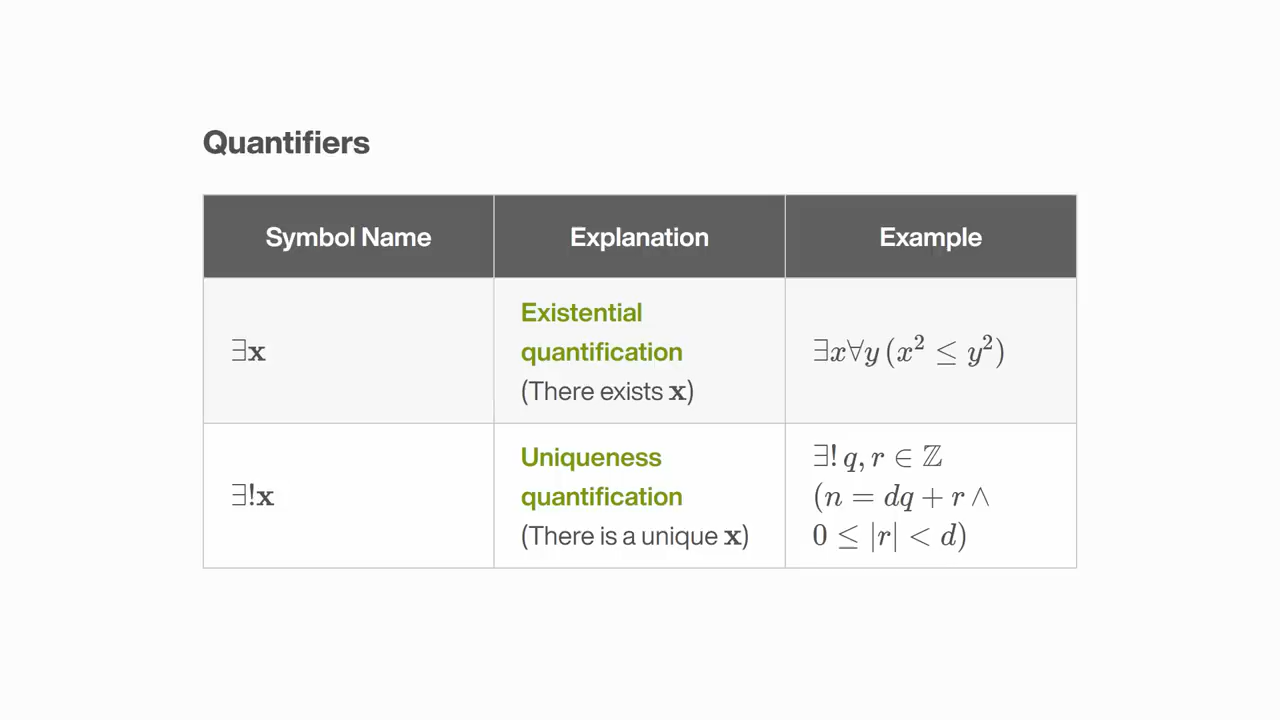 Quantifiers
Symbol Name Explanation Example
∃x
Existential
quantification
(There exists x)
∃x∀y (x² ≤ y²)
∃!x
Uniqueness
quantification
(There is a unique x)
∃! q, r ∈ ℤ
(n = dq + r ∧
0 ≤ |r| < d)